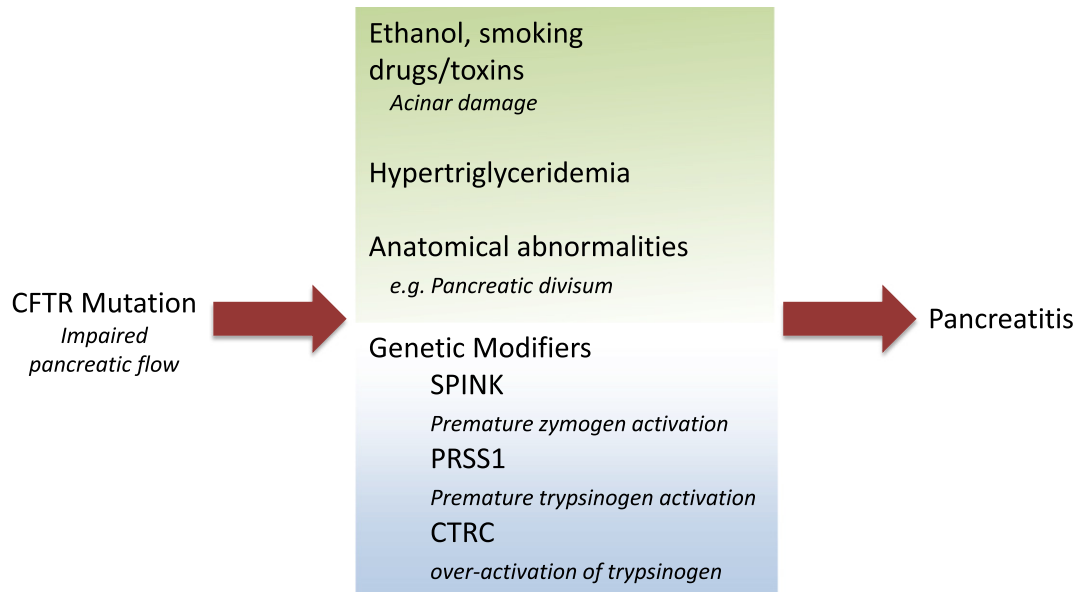 CFTR Mutation
Impaired
pancreatic flow
Ethanol, smoking
drugs/toxins
Acinar damage
Hypertriglyceridemia
Anatomical abnormalities
e.g. Pancreatic divisum
Genetic Modifiers
SPINK
Premature zymogen activation
PRSS1
Premature trypsinogen activation
CTRC
over-activation of trypsinogen
Pancreatitis